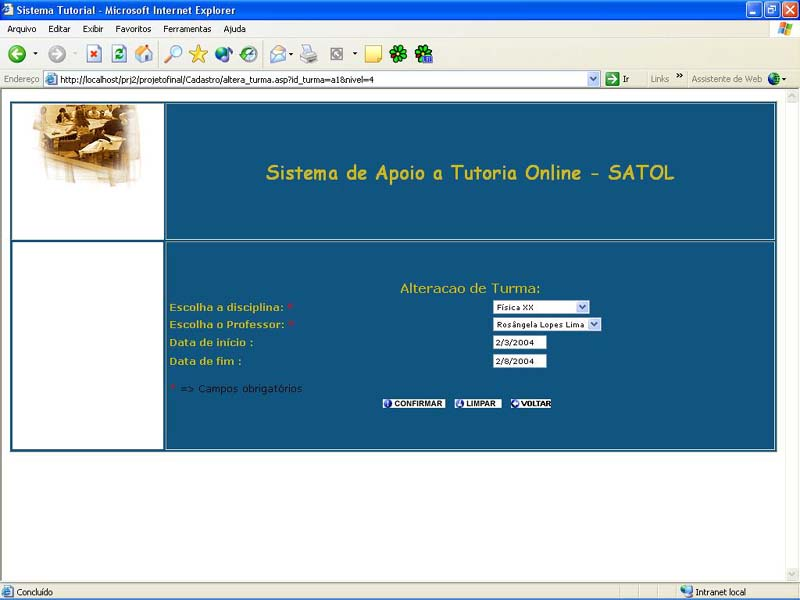 Sistema Tutorial - Microsoft Internet Explorer
Arquivo Editar Exibir Favoritos Ferramentas Ajuda
Endereço http://localhost/prj2/projetofinal/Cadastro/altera_turma.asp?id_turma=a1&nivel=4 Ir Links » Assistente de Web
Sistema de Apoio a Tutoria Online - SATOL
Alteracao de Turma:
Escolha a disciplina: * Física XX
Escolha o Professor: * Rosângela Lopes Lima
Data de início : 2/3/2004
Data de fim : 2/8/2004
* => Campos obrigatórios
CONFIRMAR LIMPAR VOLTAR
Concluído Intranet local